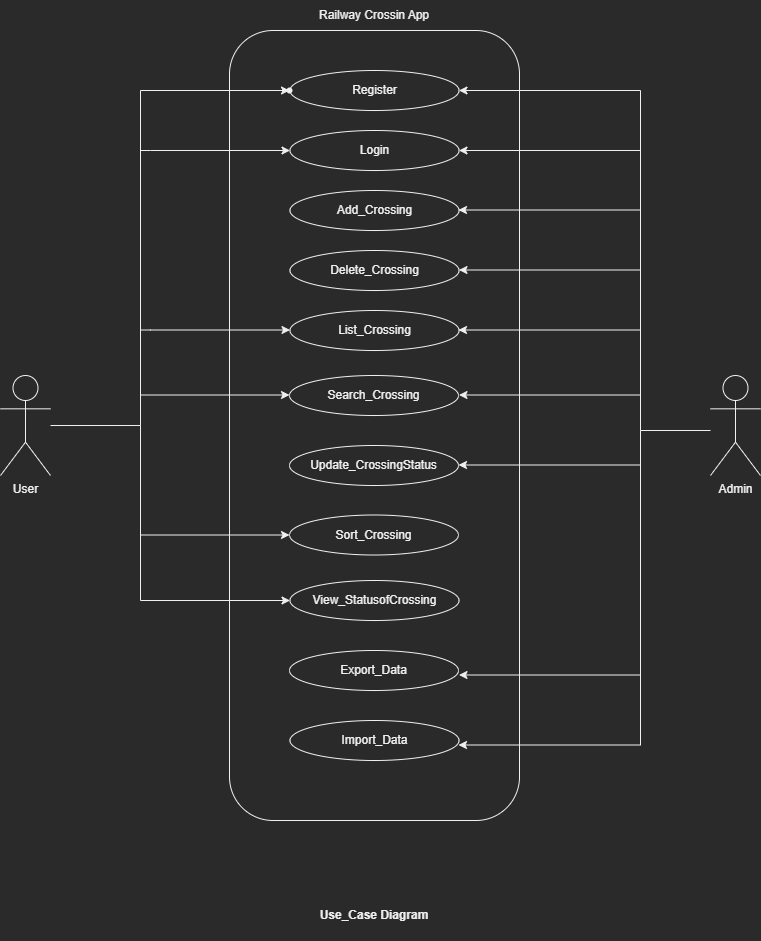 Railway Crossin App
Register
Login
Add_Crossing
Delete_Crossing
List_Crossing
Search_Crossing
Update_CrossingStatus
User
Admin
Sort_Crossing
View_StatusofCrossing
Export_Data
Import_Data
Use_Case Diagram